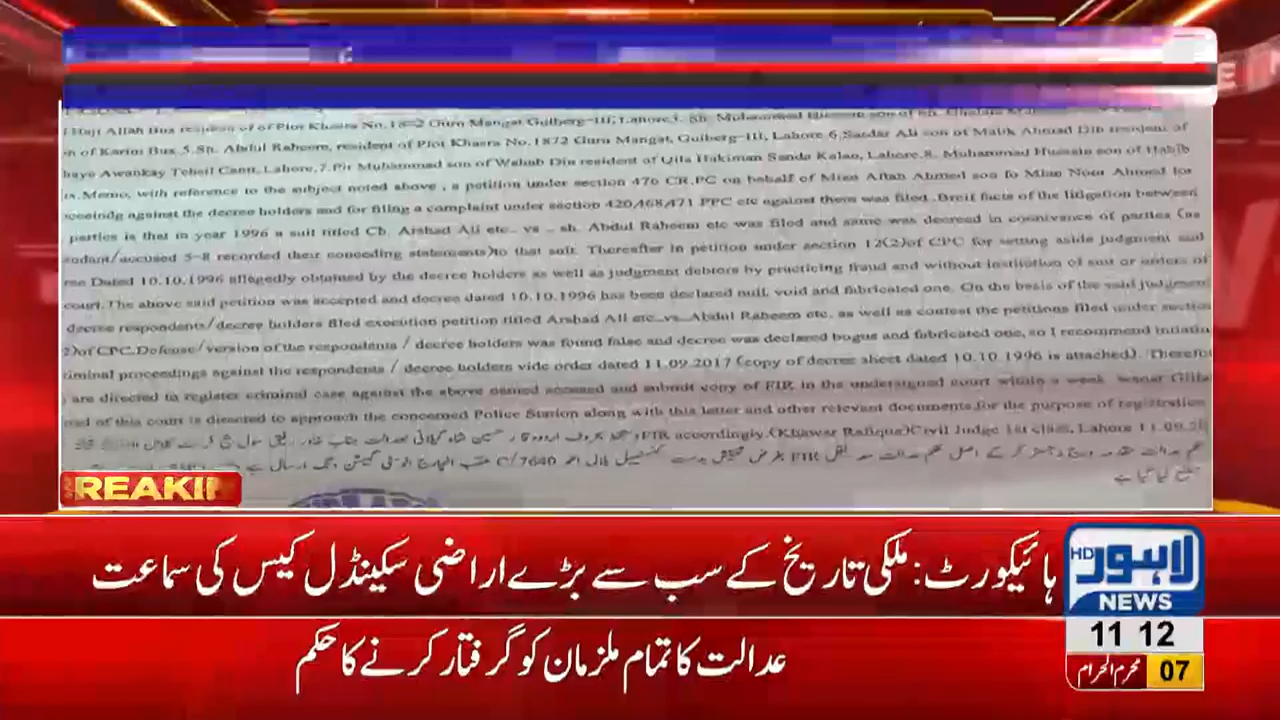 Haji Allah Bux resident of of Plot Khasra No.1872 Guru Mangat Gulberg-III, Lahore, Sh. Muhammad Hussain son of
n of Karim Bux,5.Sh. Abdul Raheem, resident of Plot Khasra No.1872 Guru Mangat, Gulberg-III, Lahore 6.Sardar Ali son of Malik Ahmad Din resident of
Awankay Tehsil Cantt, Lahore,7.Pir Muhammad son of Wahab Din resident of Qila Hakiman Sanda Kalan, Lahore.8. Muhammad Hussain son of Habib
Memo, with reference to the subject noted above , a petition under section 476 CR.PC on behalf of Mian Aftab Ahmed son fo Mian Noor Ahmed for
against the decree holders and for filing a complaint under section 420/468/471 PPC etc against them was filed .Breif facts of the lidgation between
parties is that in year 1996 a suit titled Ch. Arshad Ali etc.. vs .. sh. Abdul Raheem etc was filed and same was decreed in connivance of parties (as
endant/accused 5-8 recorded their conceding statements)to that suit. Thereafter in petition under section 12(2)of CPC for setting aside judgment and
ree Dated 10.10.1996 allegedly obtained by the decree holders as well as judgment debtors by practicing fraud and without institution of suit or orders of
court.The above said petition was accepted and decree dated 10.10.1996 has been declared null, void and fabricated one. On the basis of the said judgment
decree respondents/decree holders filed execution petition titled Arshad Ali etc..vs..Abdul Raheem etc. as well as contest the petitions filed under section
2)of CPC.Defense/version of the respondents / decree holders was found false and decree was declared bogus and fabricated one, so I recommend
iminal proceedings against the respondents / decree holders vide order dated 11.09.2017 (copy of decree sheet dated 10.10.1996 is attached). Therefo
are directed to register criminal case against the above named accused and submit copy of FIR in the undersigned court within a week.
of this court is directed to approach the concerned Police Station along with this letter and other relevant documents for the purpose of registration
FIR accordingly.(Khawar Rafique)Civil Judge 1st class, Lahore 11.09.20
C/7640
REAKIN
ہائیکورٹ: ملکی تاریخ کے سب سے بڑے اراضی سکینڈل کیس کی سماعت
عدالت کا تمام ملزمان کو گرفتار کرنے کا حکم
لاہور HD
NEWS
11 12
محرم الحرام 07